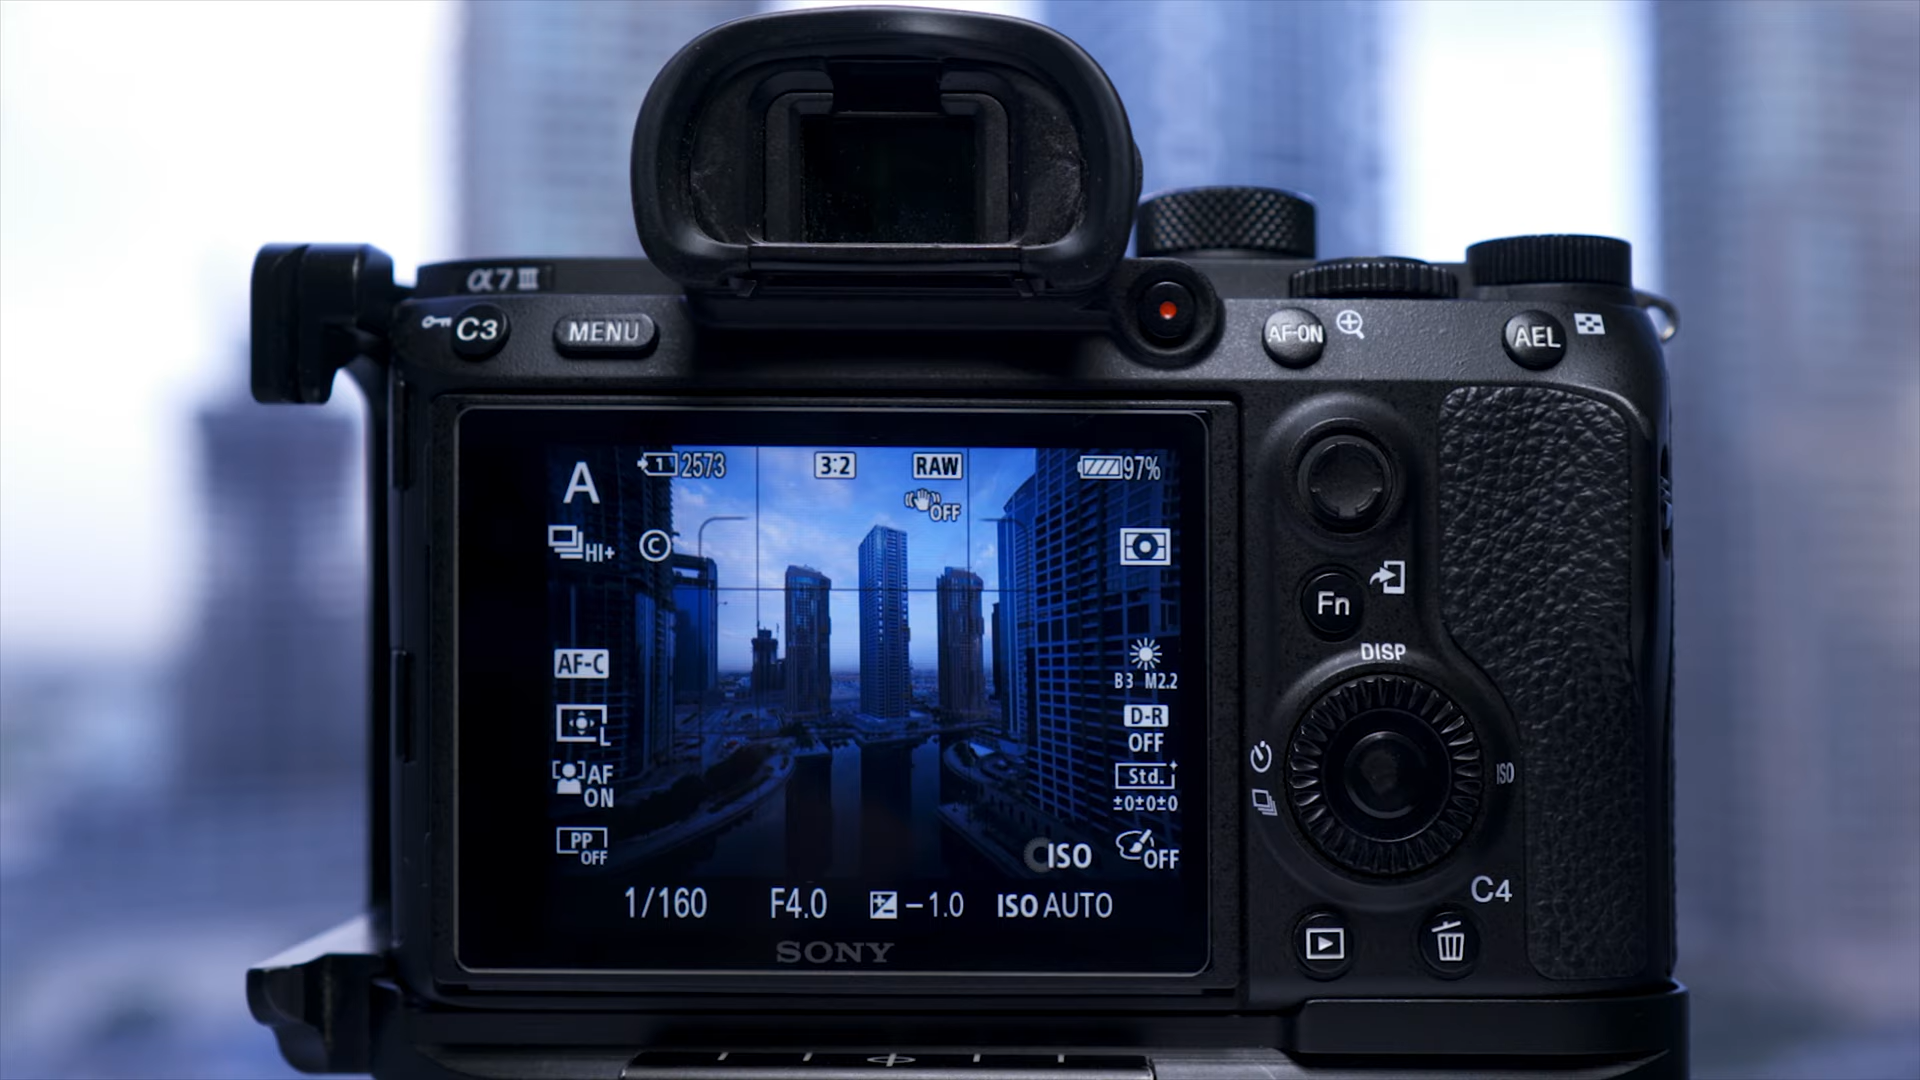 α7III
C3
MENU
AF-ON
AEL
A
1 2573
3:2
RAW
97%
OFF
HI+
C
Fn
AF-C
DISP
B3 M2.2
L
D-R
OFF
ISO
AF
ON
Std.
±0±0±0
PP
OFF
ISO
OFF
C4
1/160
F4.0
−1.0
ISO AUTO
SONY